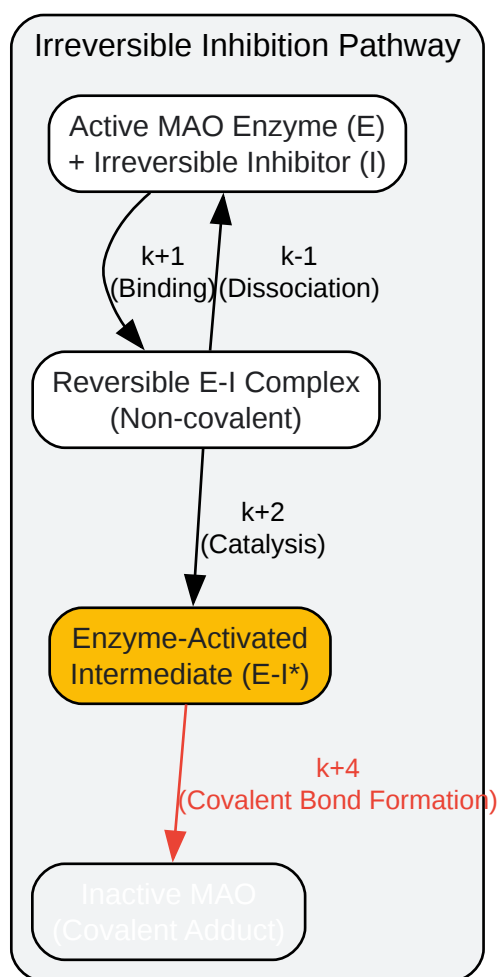 Irreversible Inhibition Pathway
Active MAO Enzyme (E)
+ Irreversible Inhibitor (I)
k+1
(Binding)
k-1
(Dissociation)
Reversible E-I Complex
(Non-covalent)
k+2
(Catalysis)
Enzyme-Activated
Intermediate (E-I*)
k+4
(Covalent Bond Formation)
Inactive MAO
(Covalent Adduct)